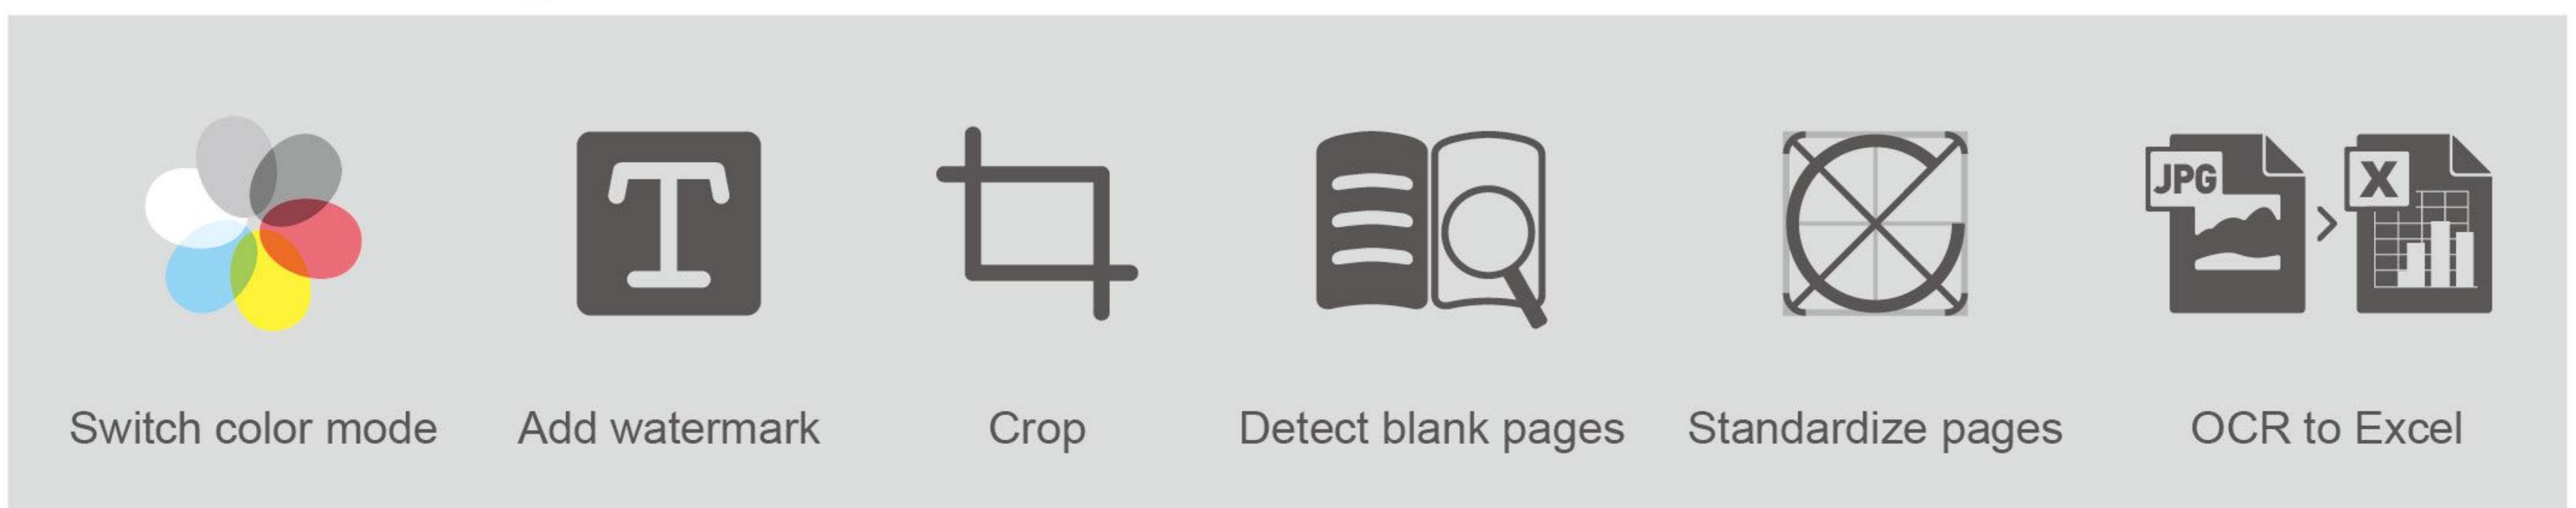 T
JPG
X
Switch color mode
Add watermark
Crop
Detect blank pages
Standardize pages
OCR to Excel